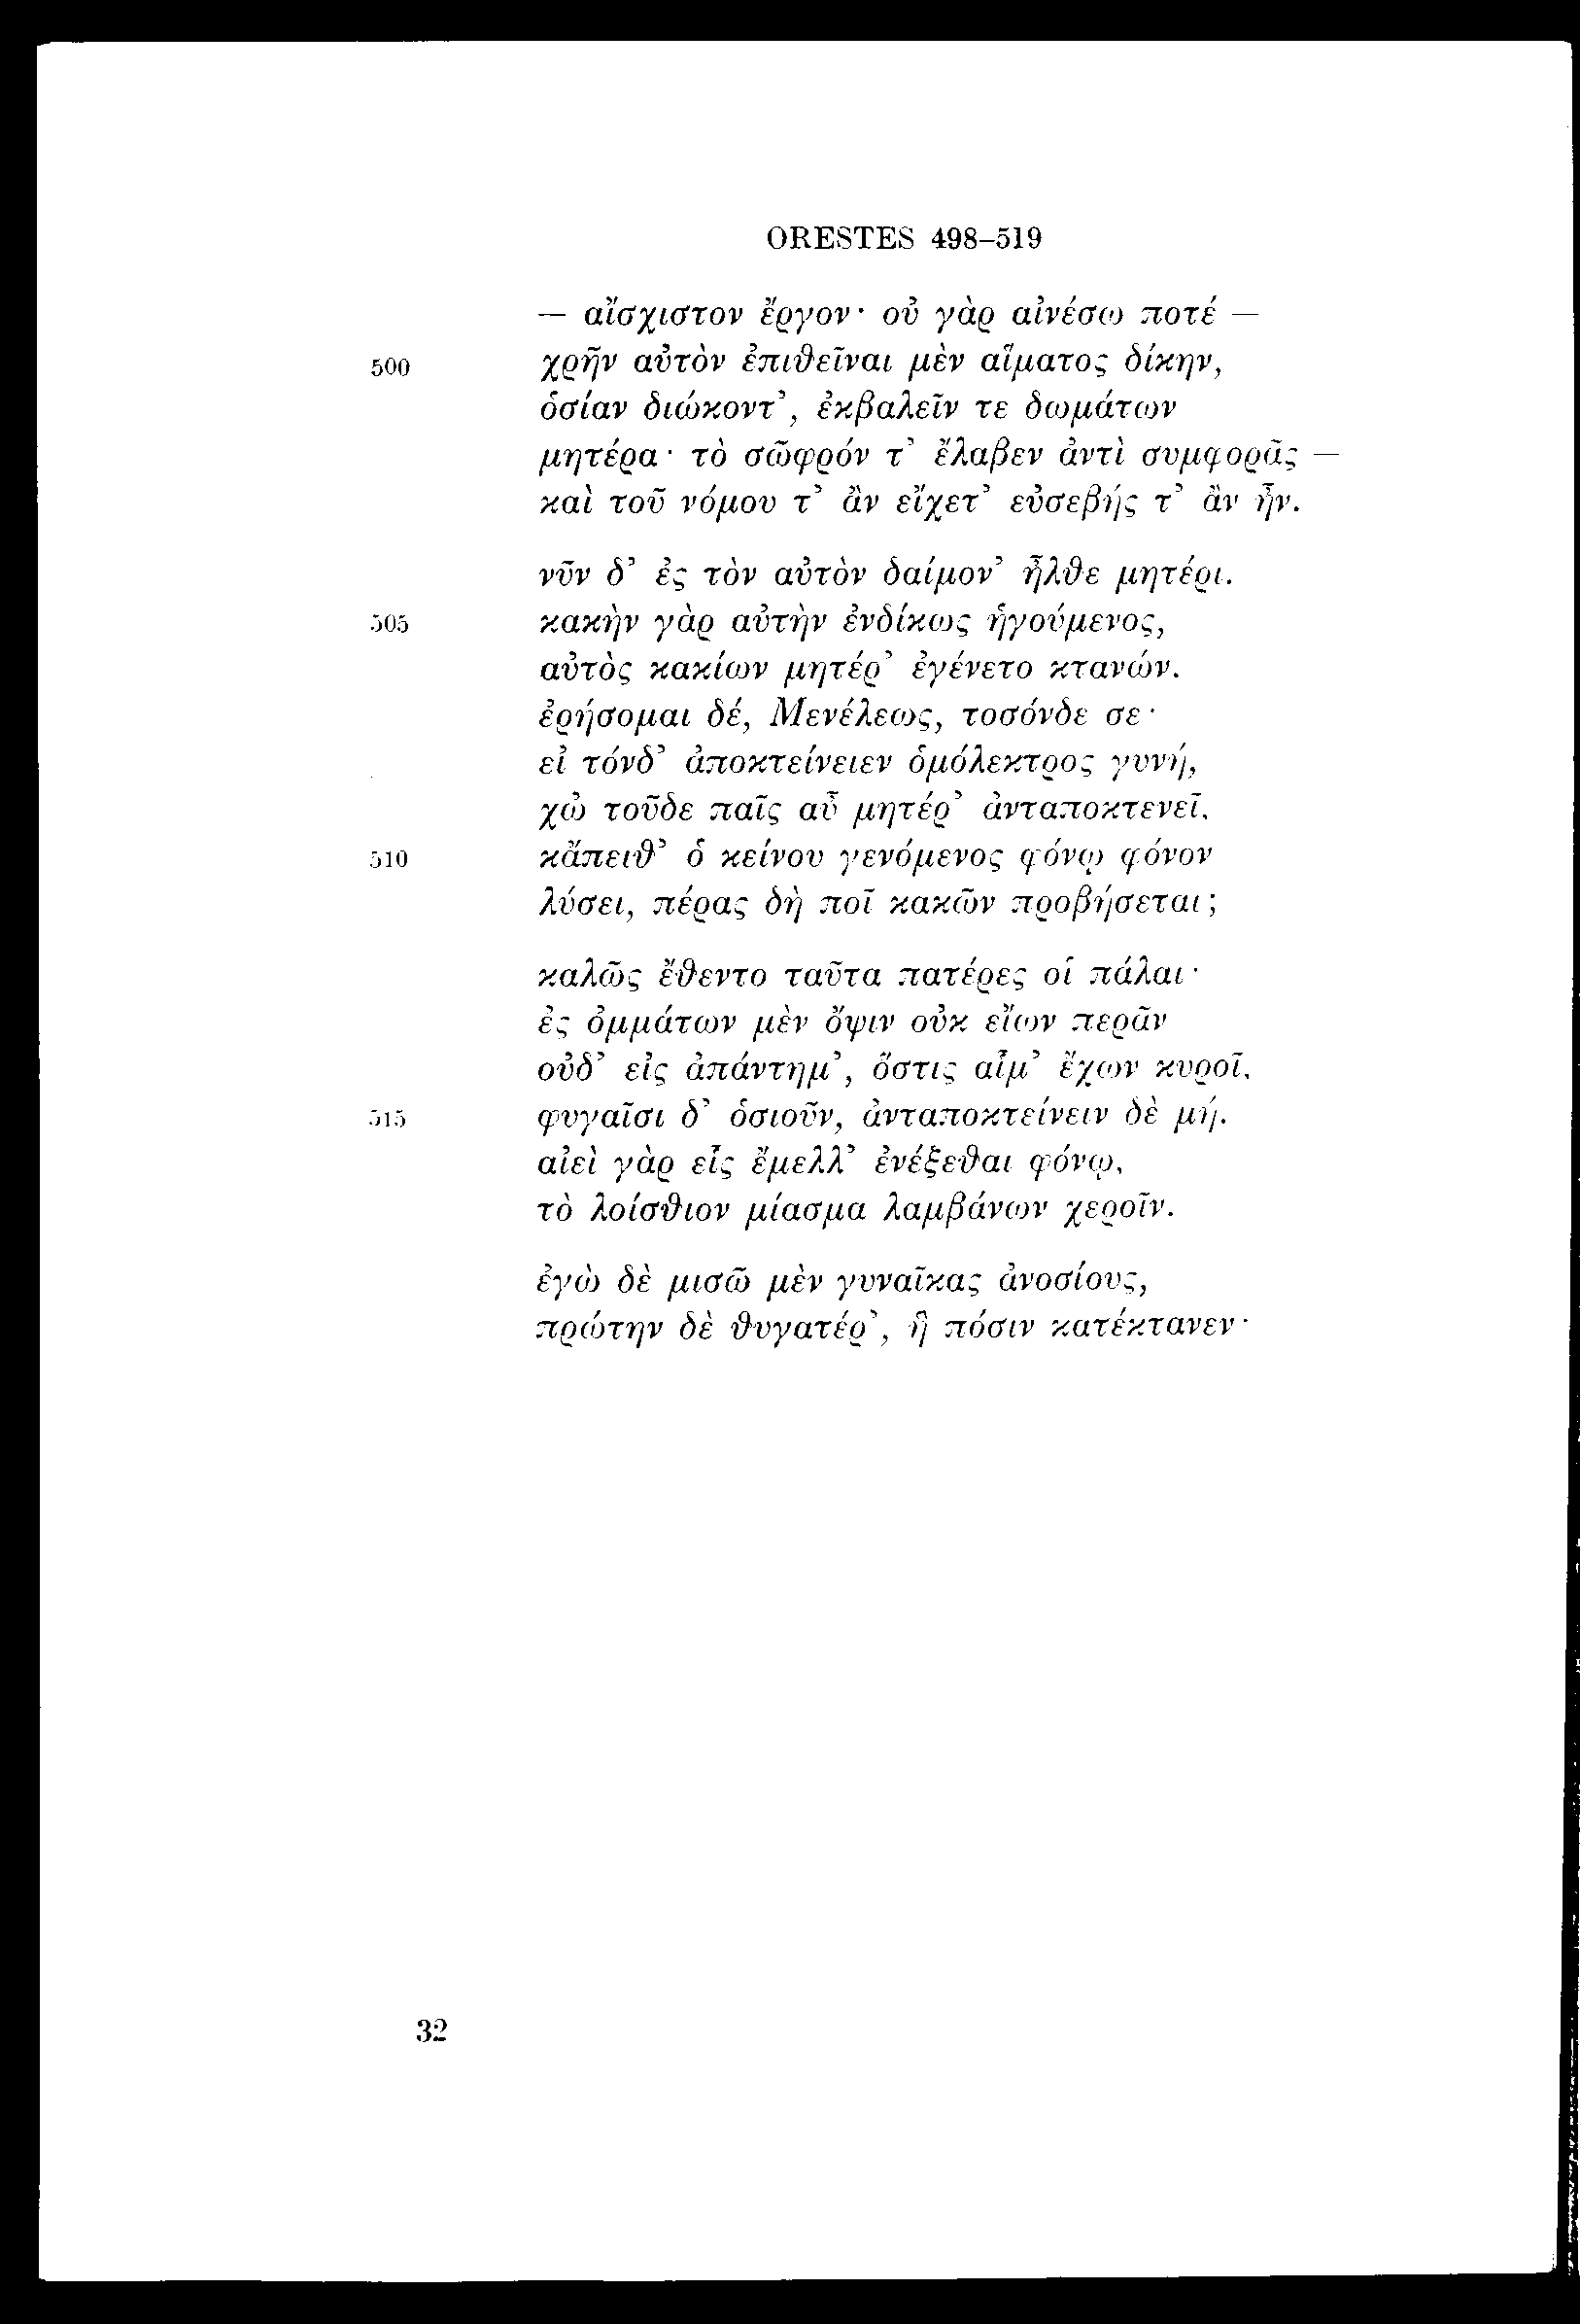 ORESTES 498–519
— αἴσχιστον ἔργον· οὐ γὰρ αἰνέσω ποτέ —
500 χρῆν αὐτὸν ἐπιθεῖναι μὲν αἵματος δίκην,
ὁσίαν διώκοντ’, ἐκβαλεῖν τε δωμάτων
μητέρα· τὸ σῶφρόν τ’ ἔλαβεν ἀντὶ συμφορᾶς —
καὶ τοῦ νόμου τ’ ἂν εἴχετ’ εὐσεβής τ’ ἂν ἦν.
νῦν δ’ ἐς τὸν αὐτὸν δαίμον’ ἦλθε μητέρι.
505 κακὴν γὰρ αὐτὴν ἐνδίκως ἡγούμενος,
αὐτὸς κακίων μητέρ’ ἐγένετο κτανών.
ἐρήσομαι δέ, Μενέλεως, τοσόνδε σε·
εἰ τόνδ’ ἀποκτείνειεν ὁμόλεκτρος γυνή,
χὠ τοῦδε παῖς αὖ μητέρ’ ἀνταποκτενεῖ,
510 κἄπειθ’ ὁ κείνου γενόμενος φόνῳ φόνον
λύσει, πέρας δὴ ποῖ κακῶν προβήσεται;
καλῶς ἔθεντο ταῦτα πατέρες οἱ πάλαι·
ἐς ὀμμάτων μὲν ὄψιν οὐκ εἴων περᾶν
οὐδ’ εἰς ἀπάντημ’, ὅστις αἷμ’ ἔχων κυροῖ,
515 φυγαῖσι δ’ ὁσιοῦν, ἀνταποκτείνειν δὲ μή.
αἰεὶ γὰρ εἷς ἔμελλ’ ἐνέξεθαι φόνῳ,
τὸ λοίσθιον μίασμα λαμβάνων χεροῖν.
ἐγὼ δὲ μισῶ μὲν γυναῖκας ἀνοσίους,
πρώτην δὲ θυγατέρ’, ἣ πόσιν κατέκτανεν·
32